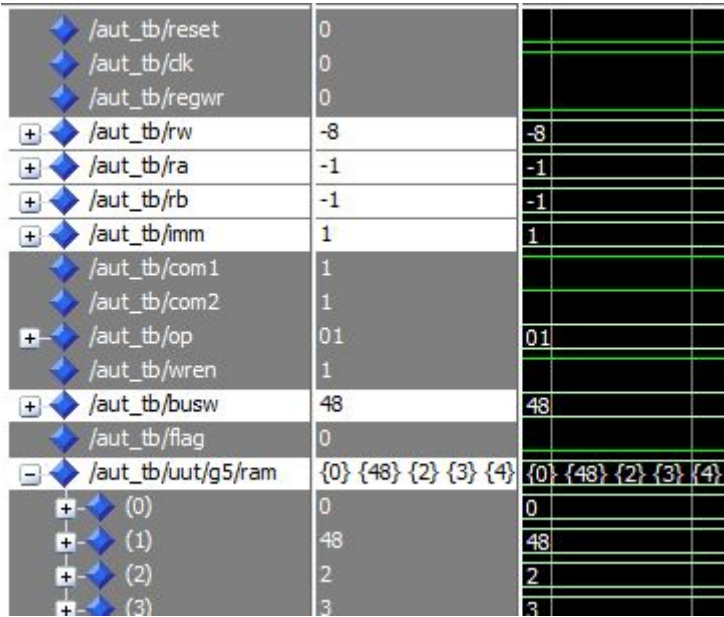 /aut_tb/reset 0
/aut_tb/clk 0
/aut_tb/regwr 0
/aut_tb/rw -8 -8
/aut_tb/ra -1 -1
/aut_tb/rb -1 -1
/aut_tb/imm 1 1
/aut_tb/com1 1
/aut_tb/com2 1
/aut_tb/op 01 01
/aut_tb/wren 1
/aut_tb/busw 48 48
/aut_tb/flag 0
/aut_tb/uut/g5/ram {0} {48} {2} {3} {4} {0} {48} {2} {3} {4}
(0) 0 0
(1) 48 48
(2) 2 2
(3) 3 3